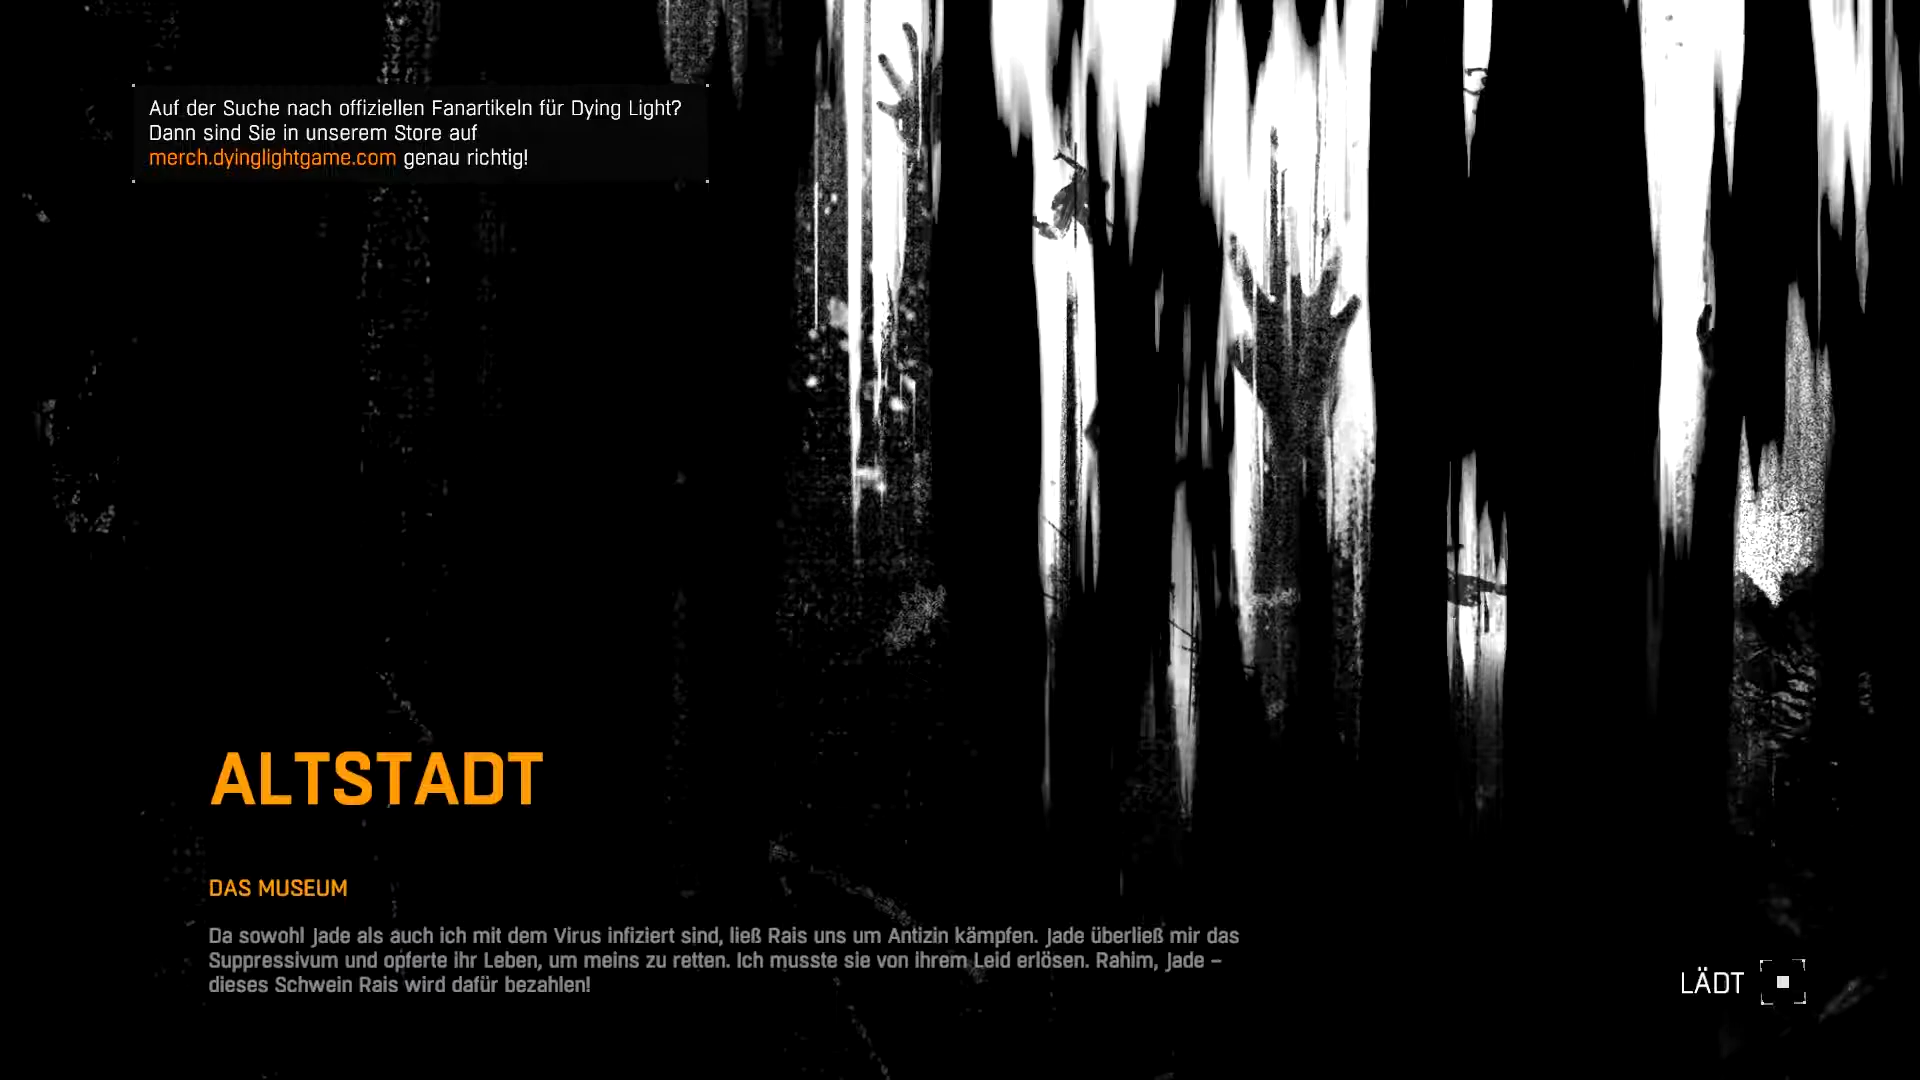 Auf der Suche nach offiziellen Fanartikeln für Dying Light?
Dann sind Sie in unserem Store auf
merch.dyinglightgame.com genau richtig!
ALTSTADT
DAS MUSEUM
Da sowohl Jade als auch ich mit dem Virus infiziert sind, ließ Rais uns um Antizin kämpfen. Jade überließ mir das
Suppressivum und opferte ihr Leben, um meins zu retten. Ich musste sie von ihrem Leid erlösen. Rahim, Jade –
dieses Schwein Rais wird dafür bezahlen!
LÄDT